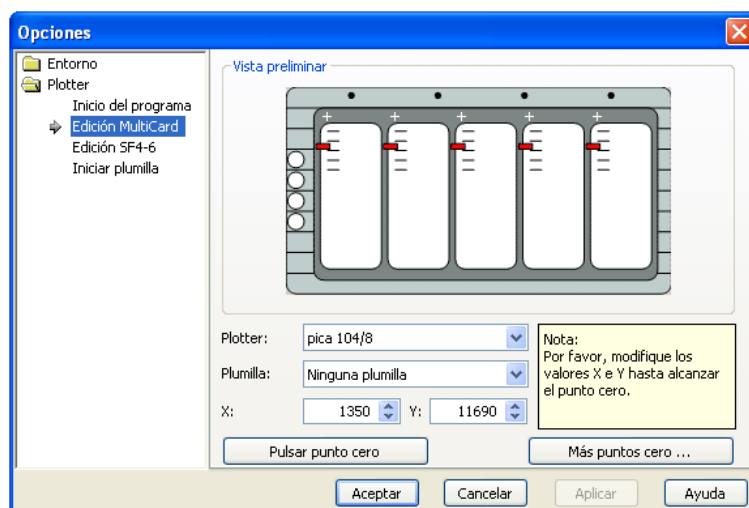 Opciones
Entorno
Plotter
Inicio del programa
Edición MultiCard
Edición SF4-6
Iniciar plumilla
Vista preliminar
Plotter:
pica 104/8
Plumilla:
Ninguna plumilla
X:
1350
Y:
11690
Nota:
Por favor, modifique los
valores X e Y hasta alcanzar
el punto cero.
Pulsar punto cero
Más puntos cero ...
Aceptar
Cancelar
Aplicar
Ayuda